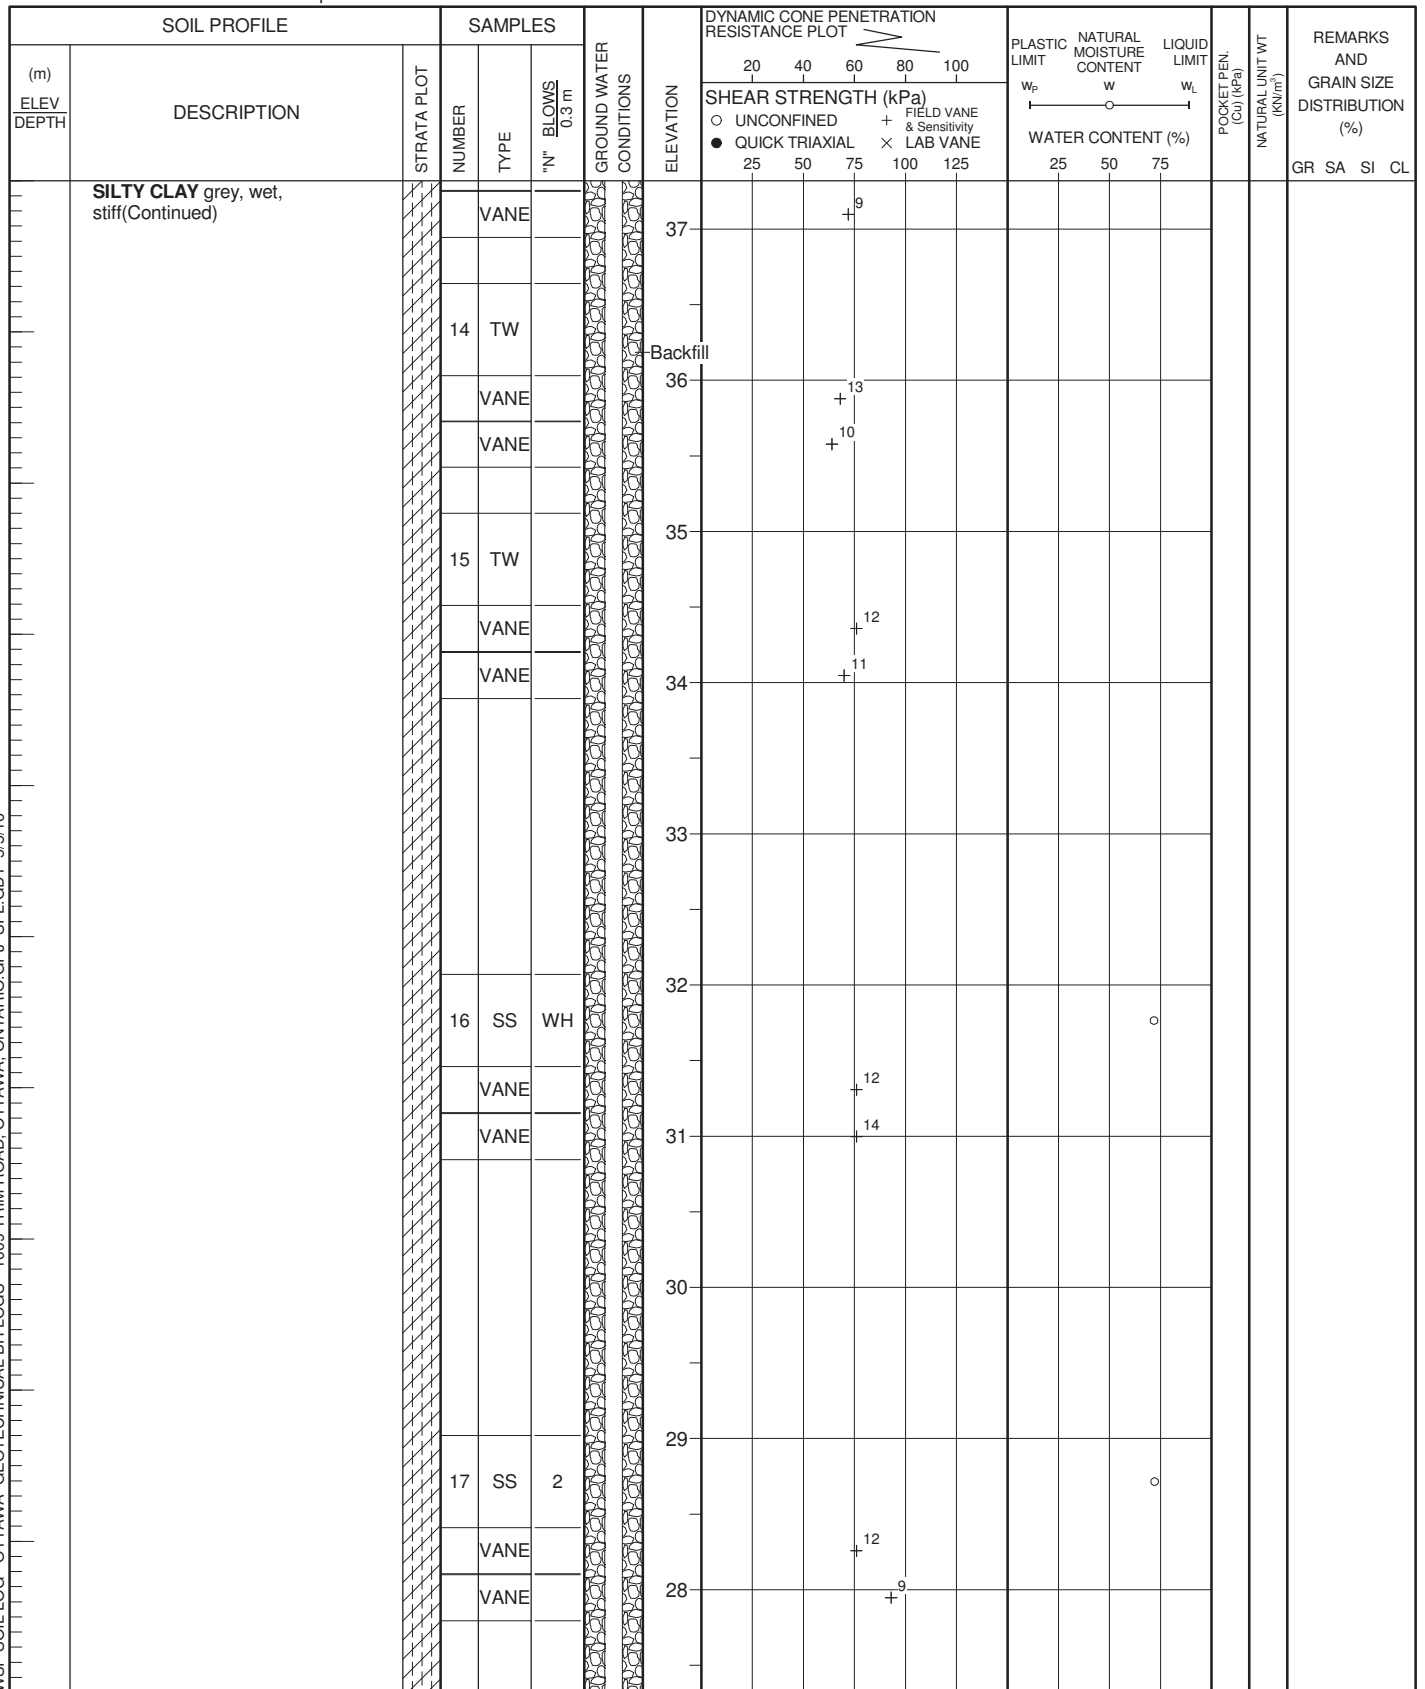 SOIL PROFILE
SAMPLES
(m)
ELEV
DEPTH
DESCRIPTION
STRATA PLOT
NUMBER
TYPE
"N" BLOWS
0.3 m
GROUND WATER
CONDITIONS
ELEVATION
DYNAMIC CONE PENETRATION
RESISTANCE PLOT
20 40 60 80 100
SHEAR STRENGTH (kPa)
UNCONFINED
FIELD VANE
& Sensitivity
QUICK TRIAXIAL
LAB VANE
25 50 75 100 125
PLASTIC
LIMIT
NATURAL
MOISTURE
CONTENT
LIQUID
LIMIT
WP
W
WL
WATER CONTENT (%)
25 50 75
POCKET PEN.
(Cu) (kPa)
NATURAL UNIT WT
(KN/m³)
REMARKS
AND
GRAIN SIZE
DISTRIBUTION
(%)
GR SA SI CL
SILTY CLAY grey, wet,
stiff(Continued)
VANE
9
37
14 TW
Backfill
36
VANE
13
VANE
10
35
15 TW
VANE
12
VANE
11
34
33
32
16 SS WH
VANE
12
VANE
14
31
30
29
17 SS 2
VANE
12
VANE
9
28